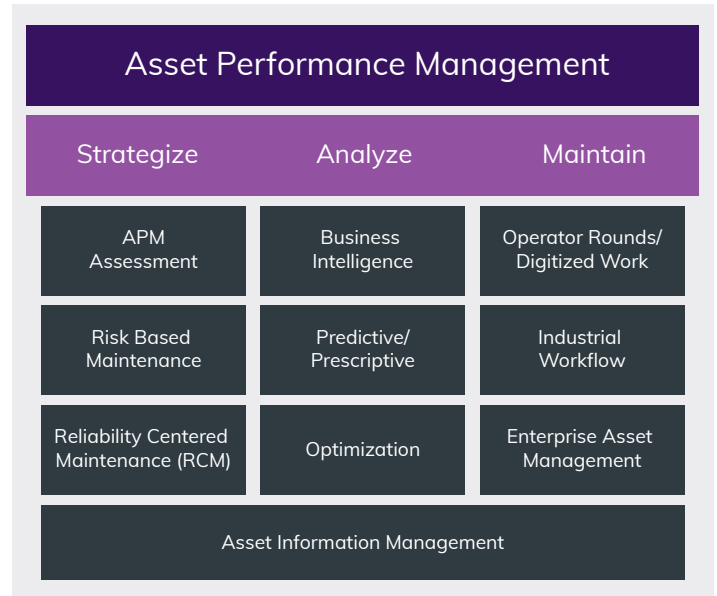 Asset Performance Management
Strategize
Analyze
Maintain
APM
Assessment
Business
Intelligence
Operator Rounds/
Digitized Work
Risk Based
Maintenance
Predictive/
Prescriptive
Industrial
Workflow
Reliability Centered
Maintenance (RCM)
Optimization
Enterprise Asset
Management
Asset Information Management